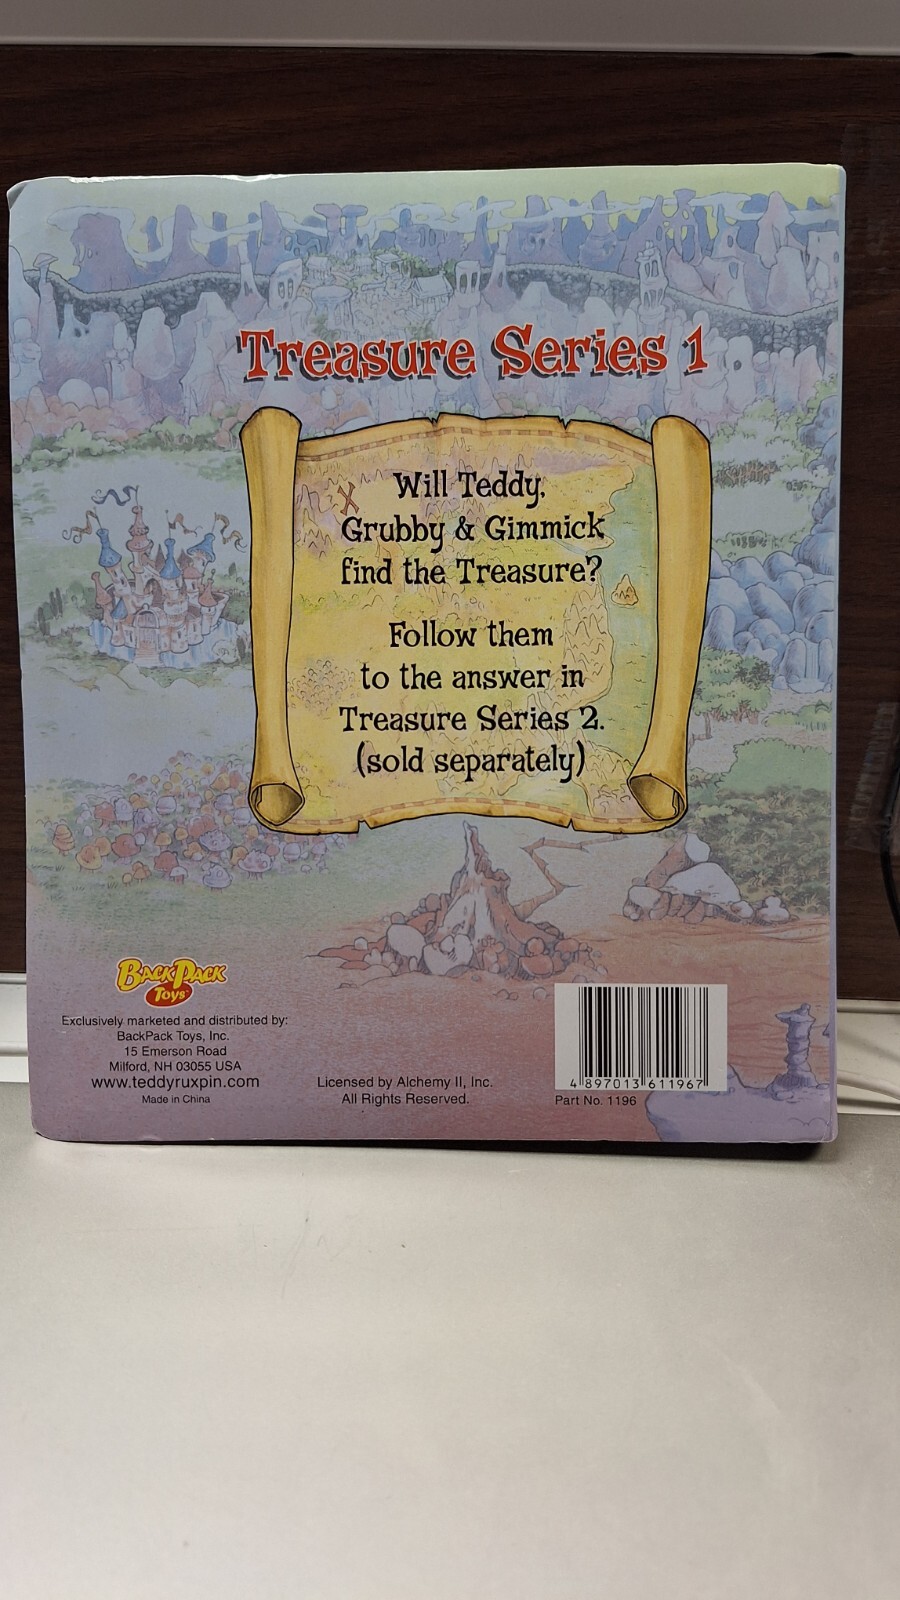 Treasure Series 1
Will Teddy,
Grubby & Gimmick
find the Treasure?
Follow them
to the answer in
Treasure Series 2.
(sold separately)
BackPack
Toys
Exclusively marketed and distributed by:
BackPack Toys, Inc.
15 Emerson Road
Milford, NH 03055 USA
www.teddyruxpin.com
Made in China
Licensed by Alchemy II, Inc.
All Rights Reserved.
4 897013 611967
Part No. 1196